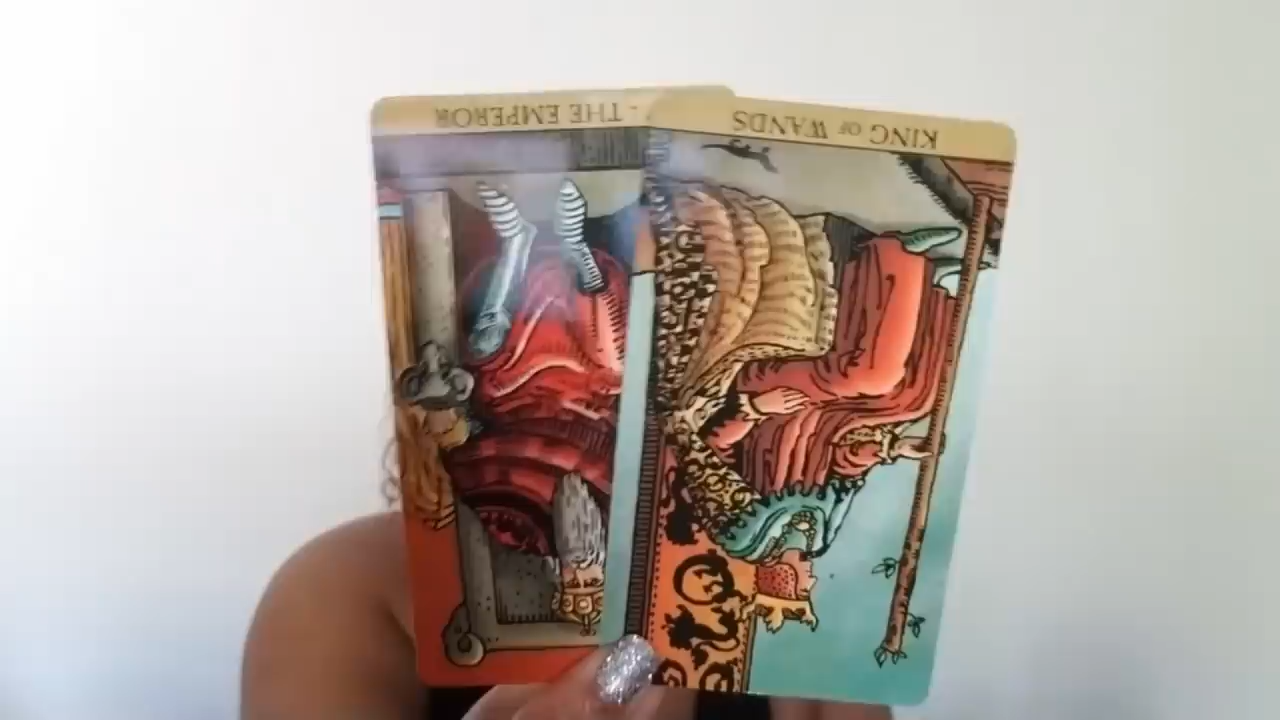 . THE EMPEROR
KING OF WANDS